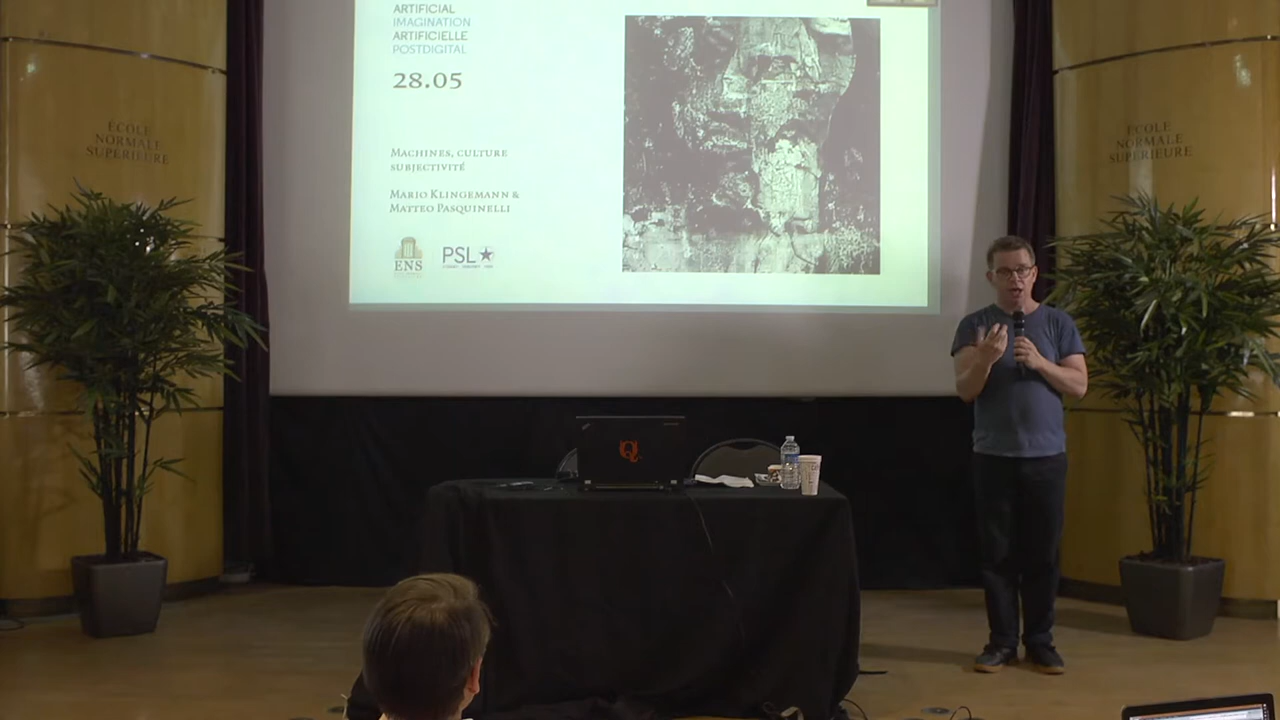 ARTIFICIAL
IMAGINATION
ARTIFICIELLE
POSTDIGITAL
28.05
MACHINES, CULTURE
SUBJECTIVITÉ
MARIO KLINGEMANN &
MATTEO PASQUINELLI
ENS
PSL
ÉCOLE
NORMALE
SUPÉRIEURE
ÉCOLE
NORMALE
SUPÉRIEURE
Q